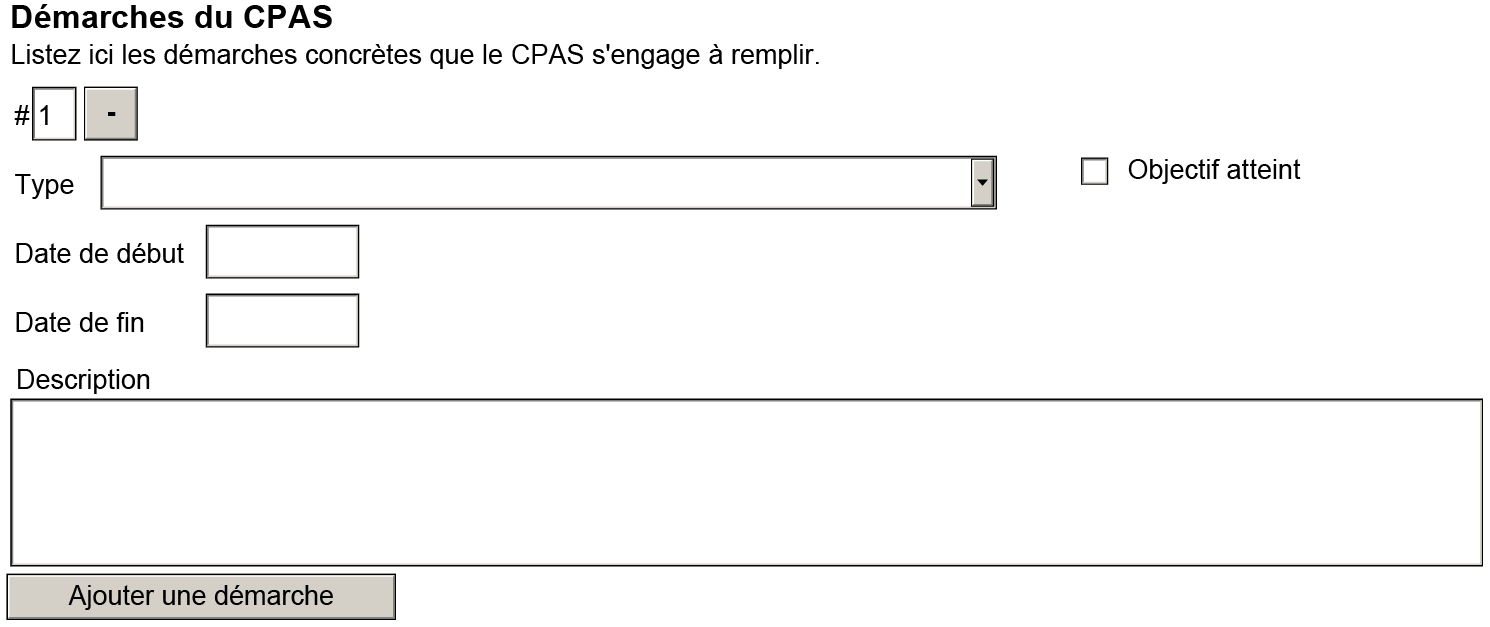 Démarches du CPAS
Listez ici les démarches concrètes que le CPAS s'engage à remplir.
#1 -
Type
Objectif atteint
Date de début
Date de fin
Description
Ajouter une démarche